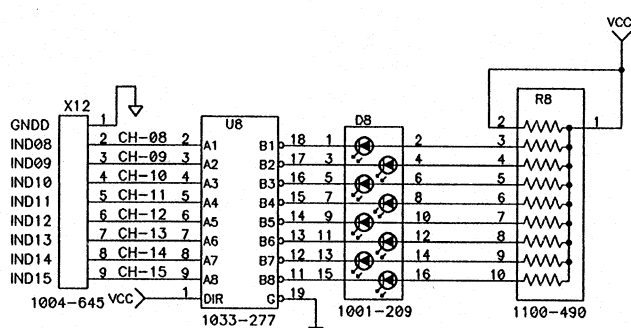 VCC
X12 U8 D8 R8
GNDD 1 2 1
IND08 2 CH-08 2 A1 B1 18 1 2 3
IND09 3 CH-09 3 A2 B2 17 3 4 4
IND10 4 CH-10 4 A3 B3 16 5 6 5
IND11 5 CH-11 5 A4 B4 15 7 8 6
IND12 6 CH-12 6 A5 B5 14 9 10 7
IND13 7 CH-13 7 A6 B6 13 11 12 8
IND14 8 CH-14 8 A7 B7 12 13 14 9
IND15 9 CH-15 9 A8 B8 11 15 16 10
1004-645 VCC 1 DIR G 19
1033-277 1001-209 1100-490